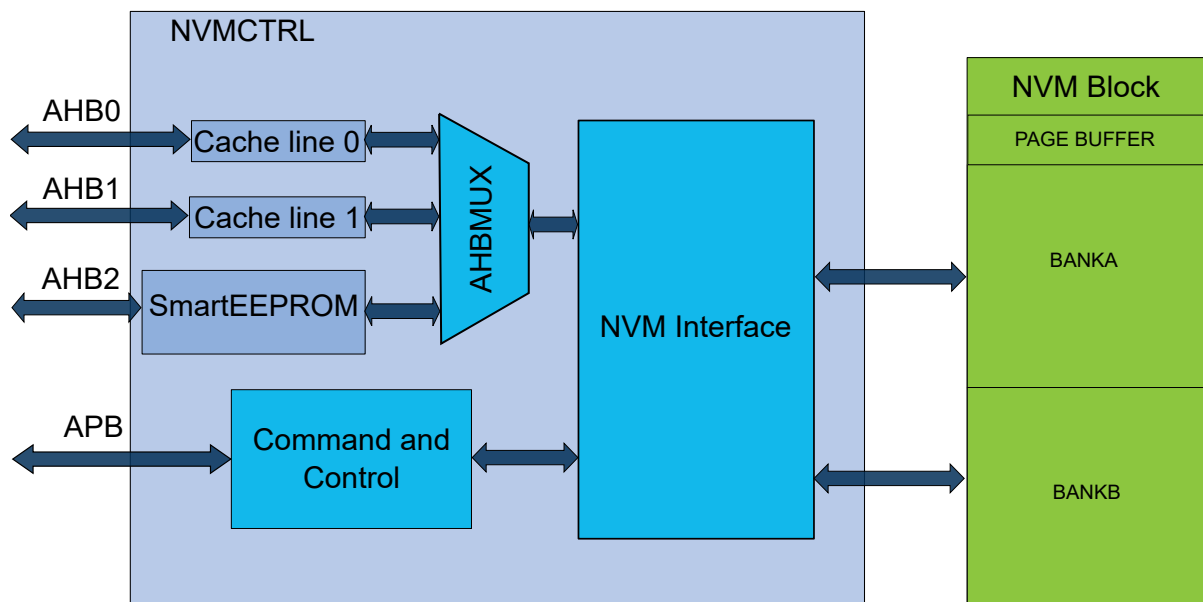 NVMCTRL
NVM Block
AHB0
Cache line 0
PAGE BUFFER
AHB1
Cache line 1
AHBMUX
AHB2
SmartEEPROM
BANKA
NVM Interface
APB
Command and
Control
BANKB